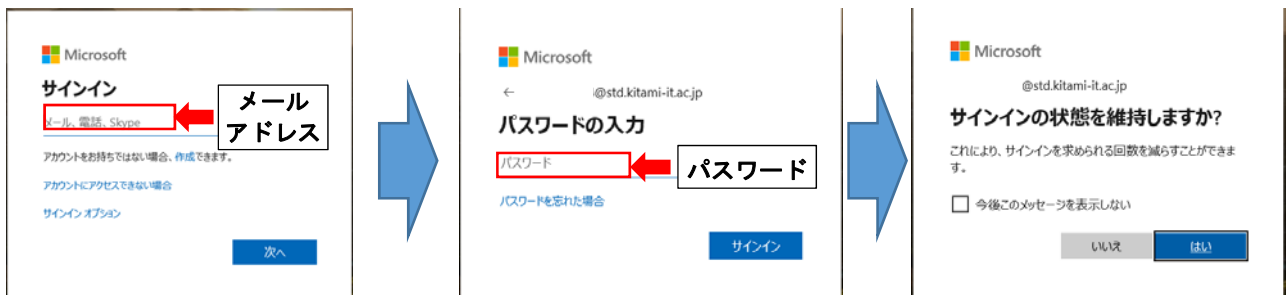 Microsoft
サインイン
メール、電話、Skype
メール
アドレス
アカウントをお持ちではない場合、作成できます。
アカウントにアクセスできない場合
サインイン オプション
次へ
Microsoft
← @std.kitami-it.ac.jp
パスワードの入力
パスワード
パスワード
パスワードを忘れた場合
サインイン
Microsoft
@std.kitami-it.ac.jp
サインインの状態を維持しますか?
これにより、サインインを求められる回数を減らすことができま
す。
今後このメッセージを表示しない
いいえ
はい